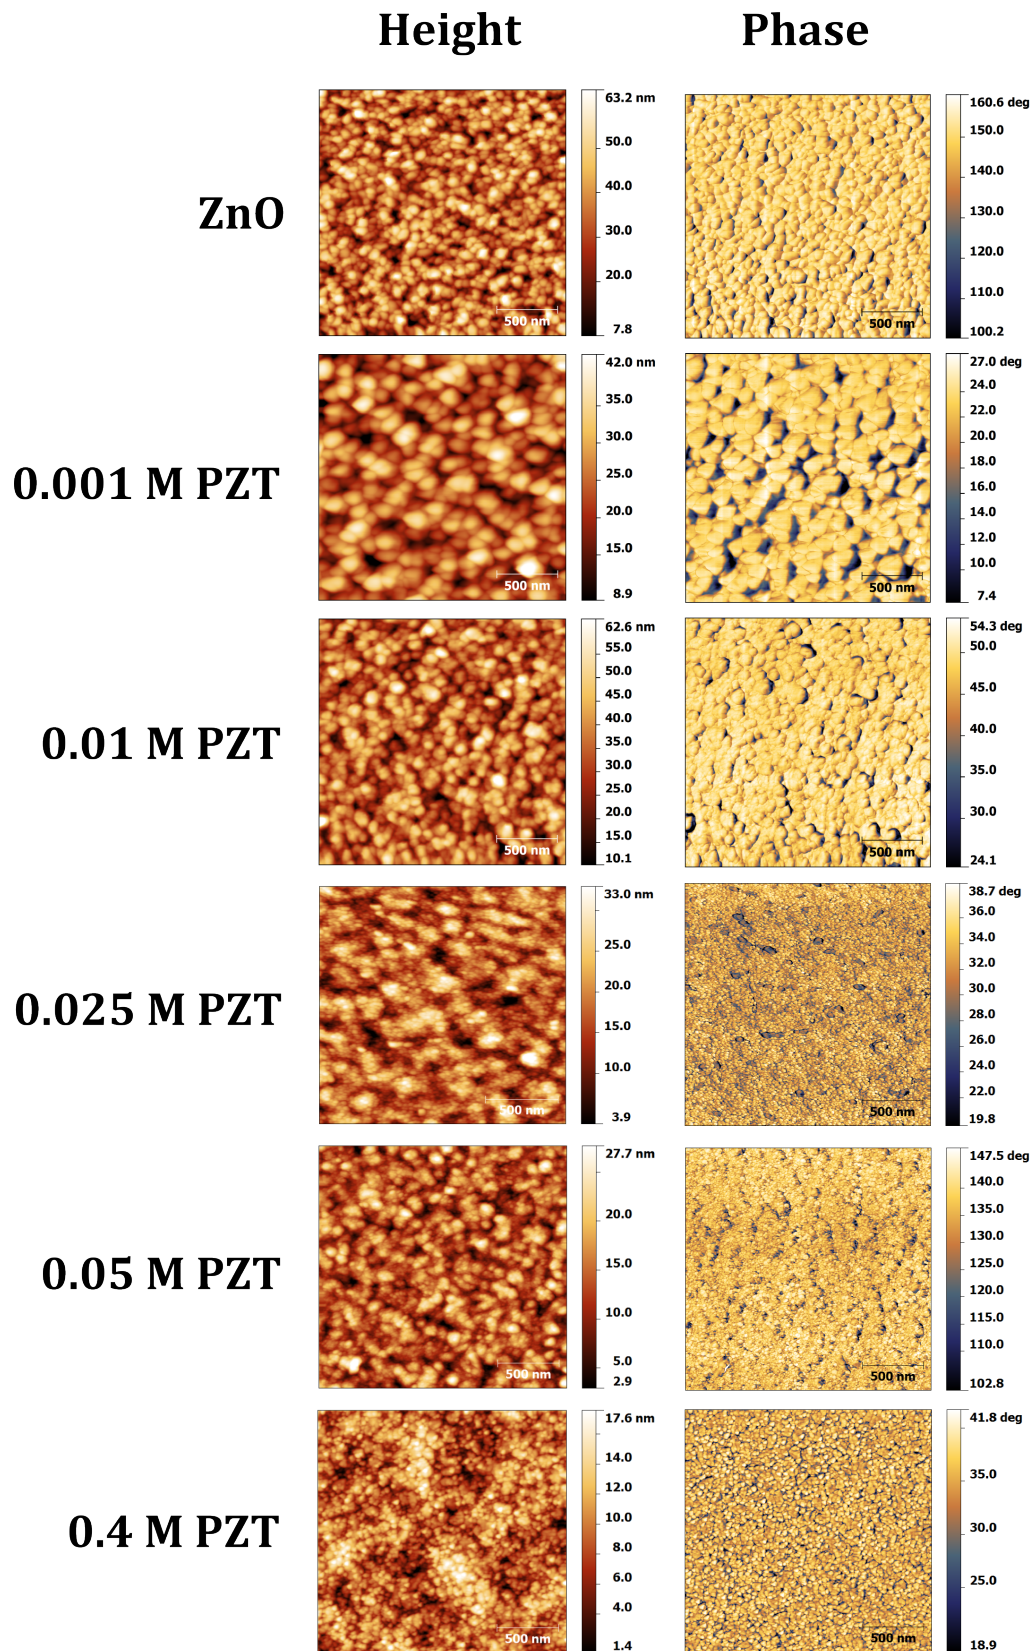 Height Phase
ZnO
63.2 nm
50.0
40.0
30.0
20.0
7.8
500 nm
160.6 deg
150.0
140.0
130.0
120.0
110.0
100.2
500 nm
0.001 M PZT
42.0 nm
35.0
30.0
25.0
20.0
15.0
8.9
500 nm
27.0 deg
24.0
22.0
20.0
18.0
16.0
14.0
12.0
10.0
7.4
500 nm
0.01 M PZT
62.6 nm
55.0
50.0
45.0
40.0
35.0
30.0
25.0
20.0
15.0
10.1
500 nm
54.3 deg
50.0
45.0
40.0
35.0
30.0
24.1
500 nm
0.025 M PZT
33.0 nm
25.0
20.0
15.0
10.0
3.9
500 nm
38.7 deg
36.0
34.0
32.0
30.0
28.0
26.0
24.0
22.0
19.8
500 nm
0.05 M PZT
27.7 nm
20.0
15.0
10.0
5.0
2.9
500 nm
147.5 deg
140.0
135.0
130.0
125.0
120.0
115.0
110.0
102.8
500 nm
0.4 M PZT
17.6 nm
14.0
12.0
10.0
8.0
6.0
4.0
1.4
500 nm
41.8 deg
35.0
30.0
25.0
18.9
500 nm